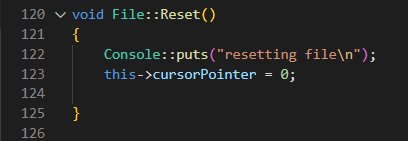 120 void File::Reset()
121 {
122     Console::puts("resetting file\n");
123     this->cursorPointer = 0;
124
125 }
126